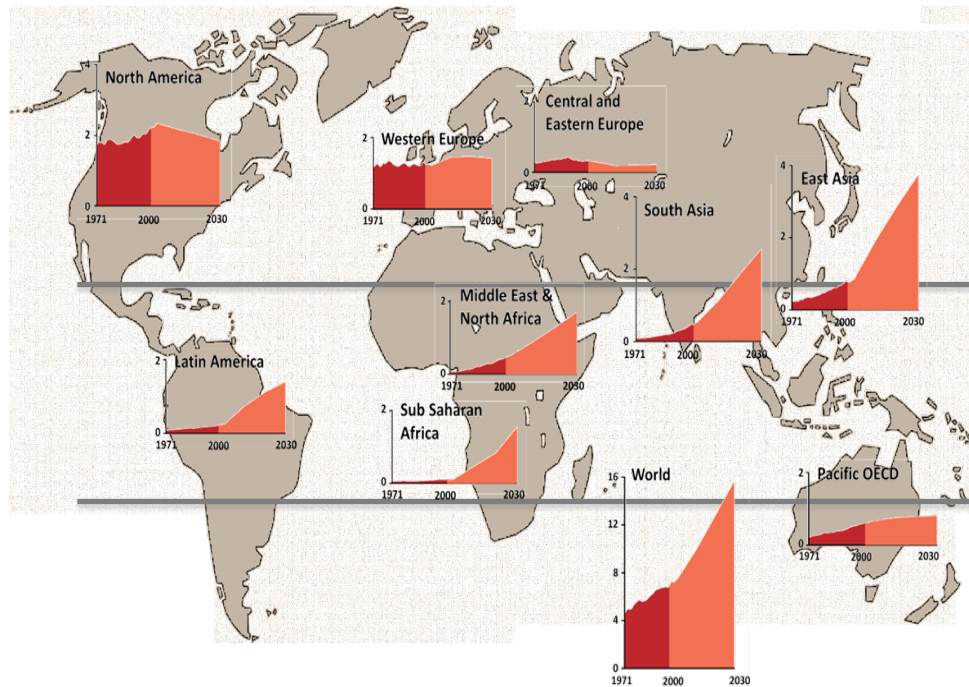 North America
4
2
0
1971 2000 2030
Western Europe
2
0
1971 2000 2030
Central and
Eastern Europe
2
0
1971 2000 2030
East Asia
4
2
0
1971 2000 2030
South Asia
4
2
0
1971 2000 2030
Middle East &
North Africa
2
0
1971 2000 2030
Latin America
2
0
1971 2000 2030
Sub Saharan
Africa
2
0
1971 2000 2030
World
16
12
8
4
0
1971 2000 2030
Pacific OECD
2
0
1971 2000 2030